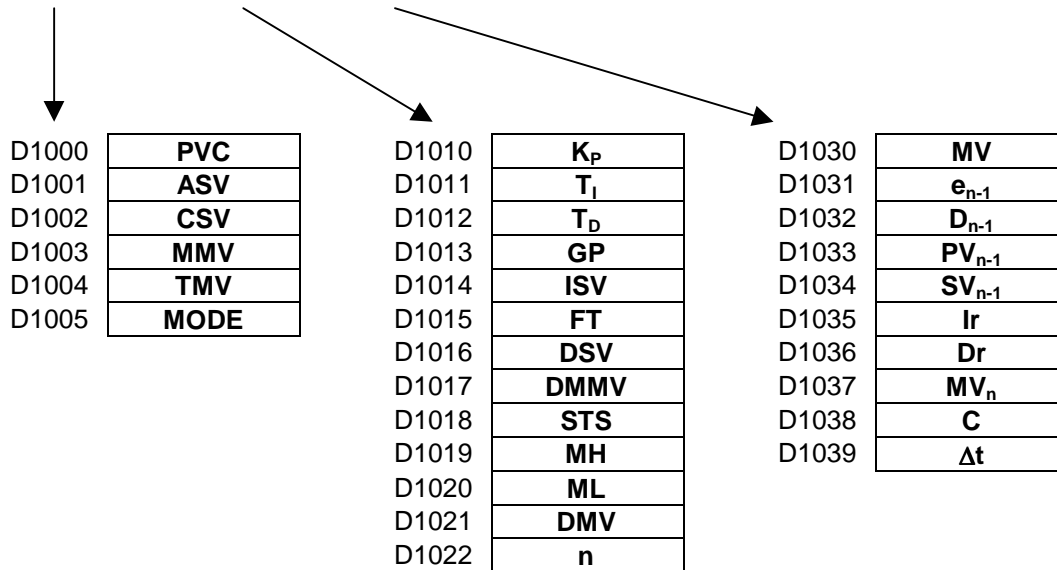 D1000 PVC
D1001 ASV
D1002 CSV
D1003 MMV
D1004 TMV
D1005 MODE
D1010 Kₚ
D1011 T_I
D1012 T_D
D1013 GP
D1014 ISV
D1015 FT
D1016 DSV
D1017 DMMV
D1018 STS
D1019 MH
D1020 ML
D1021 DMV
D1022 n
D1030 MV
D1031 eₙ₋₁
D1032 Dₙ₋₁
D1033 PVₙ₋₁
D1034 SVₙ₋₁
D1035 Ir
D1036 Dr
D1037 MVₙ
D1038 C
D1039 Δt